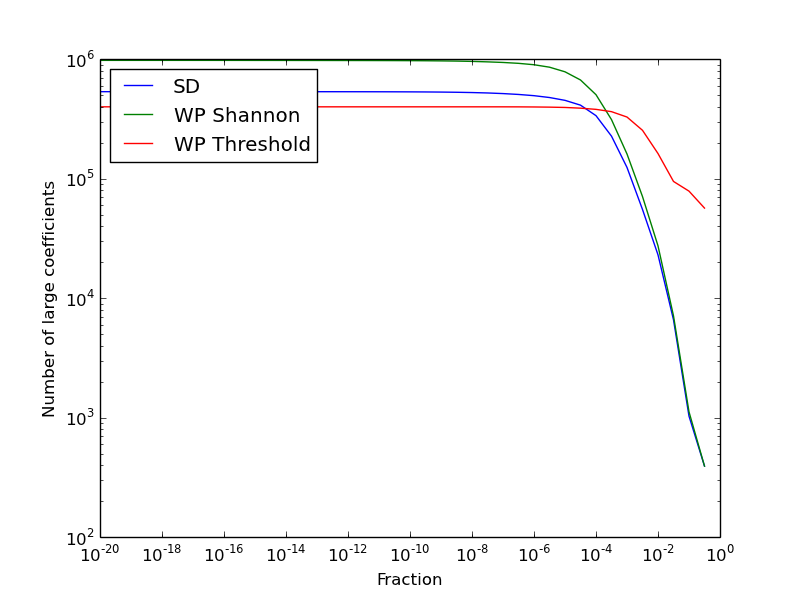 10^6
10^5
10^4
10^3
10^2
Number of large coefficients
SD
WP Shannon
WP Threshold
10^-20 10^-18 10^-16 10^-14 10^-12 10^-10 10^-8 10^-6 10^-4 10^-2 10^0
Fraction